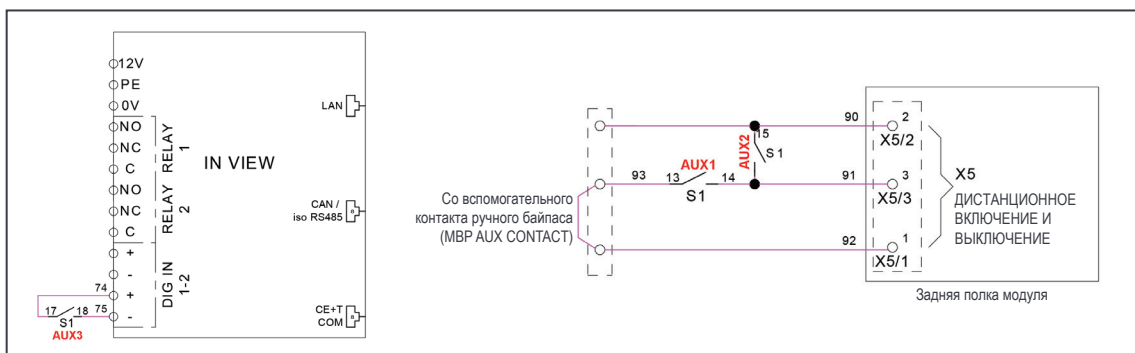 12V
PE
0V
NO
NC
C
NO
NC
C
+
-
+
-
RELAY
1
RELAY
2
DIG IN
1-2
IN VIEW
LAN
CAN /
iso RS485
8
CE+T
COM
8
74
75
17
18
S1
AUX3
Со вспомогательного
контакта ручного байпаса
(MBP AUX CONTACT)
93
AUX1
13
14
S1
AUX2
15
S1
90
91
92
2
X5/2
3
X5/3
1
X5/1
X5
ДИСТАНЦИОННОЕ
ВКЛЮЧЕНИЕ И
ВЫКЛЮЧЕНИЕ
Задняя полка модуля